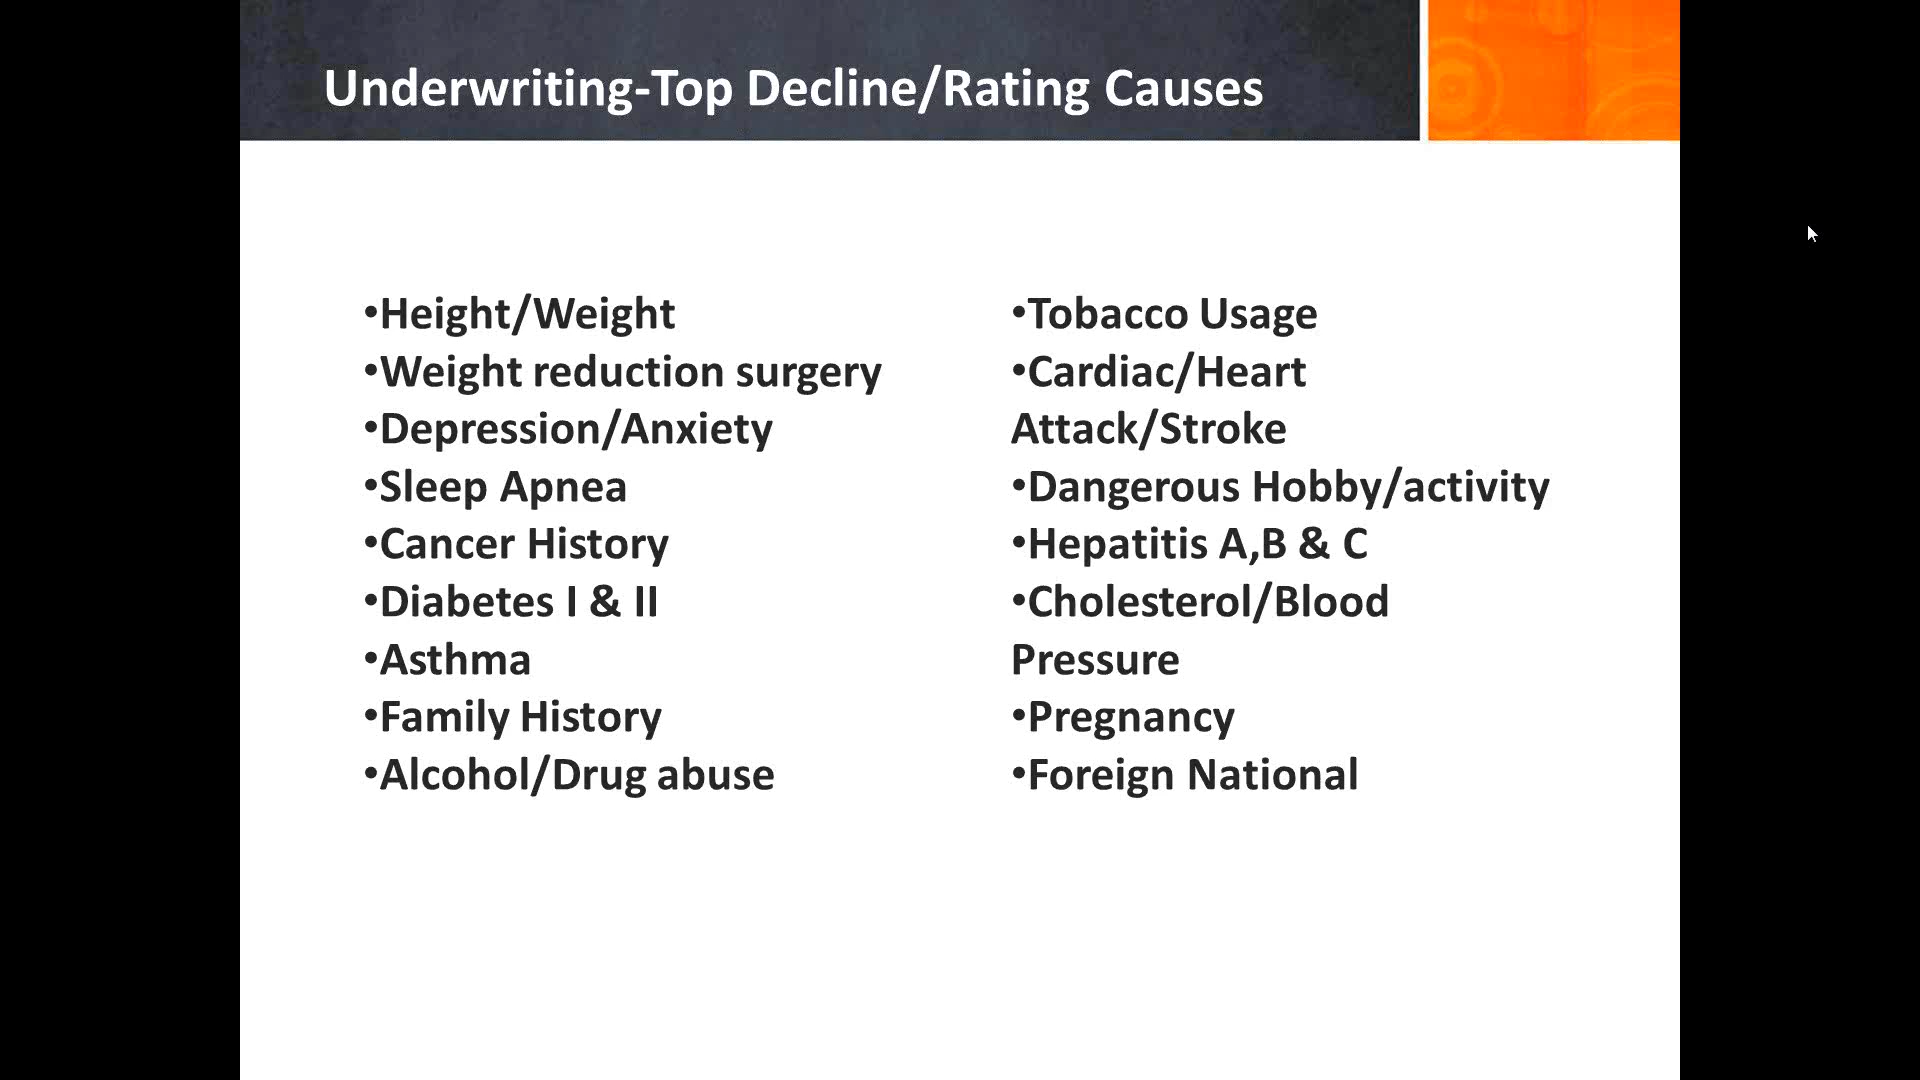 Underwriting-Top Decline/Rating Causes
•Height/Weight
•Weight reduction surgery
•Depression/Anxiety
•Sleep Apnea
•Cancer History
•Diabetes I & II
•Asthma
•Family History
•Alcohol/Drug abuse
•Tobacco Usage
•Cardiac/Heart
Attack/Stroke
•Dangerous Hobby/activity
•Hepatitis A,B & C
•Cholesterol/Blood
Pressure
•Pregnancy
•Foreign National